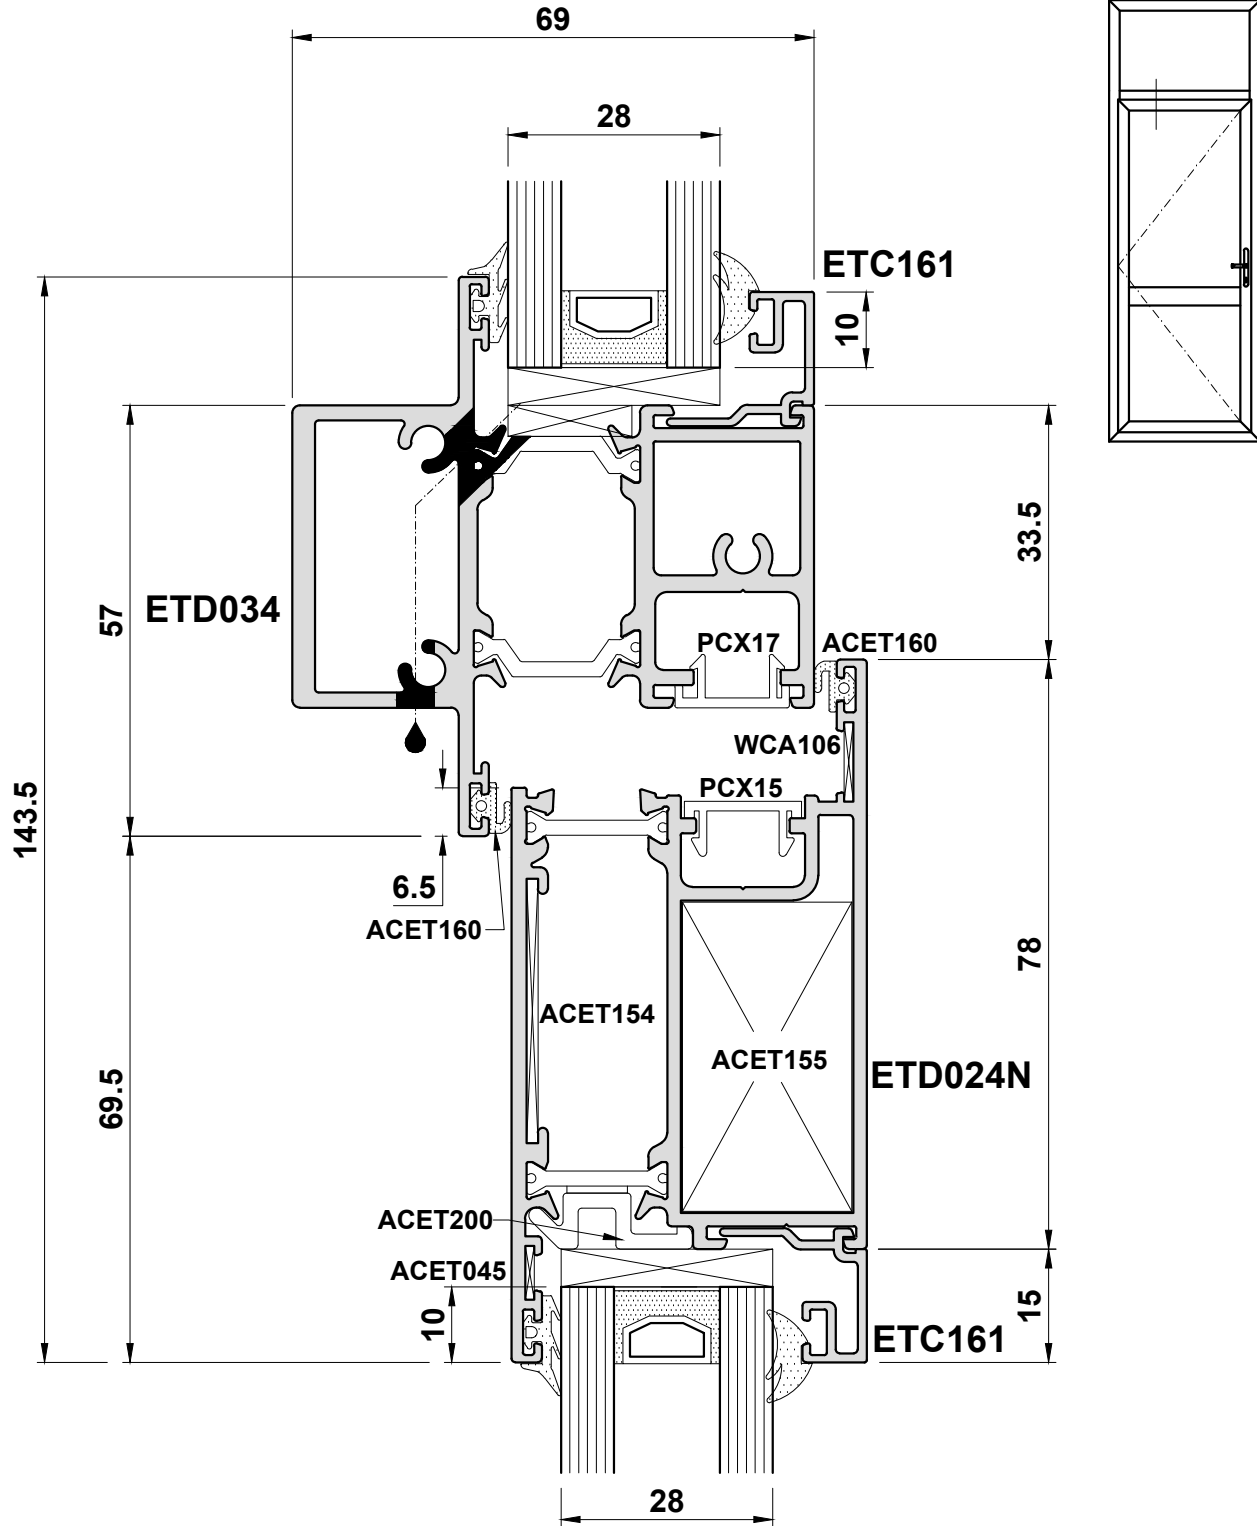 69
28
ETC161
10
33.5
57
ETD034
PCX17
ACET160
WCA106
PCX15
143.5
6.5
ACET160
78
ACET154
ACET155
ETD024N
69.5
ACET200
ACET045
10
15
ETC161
28